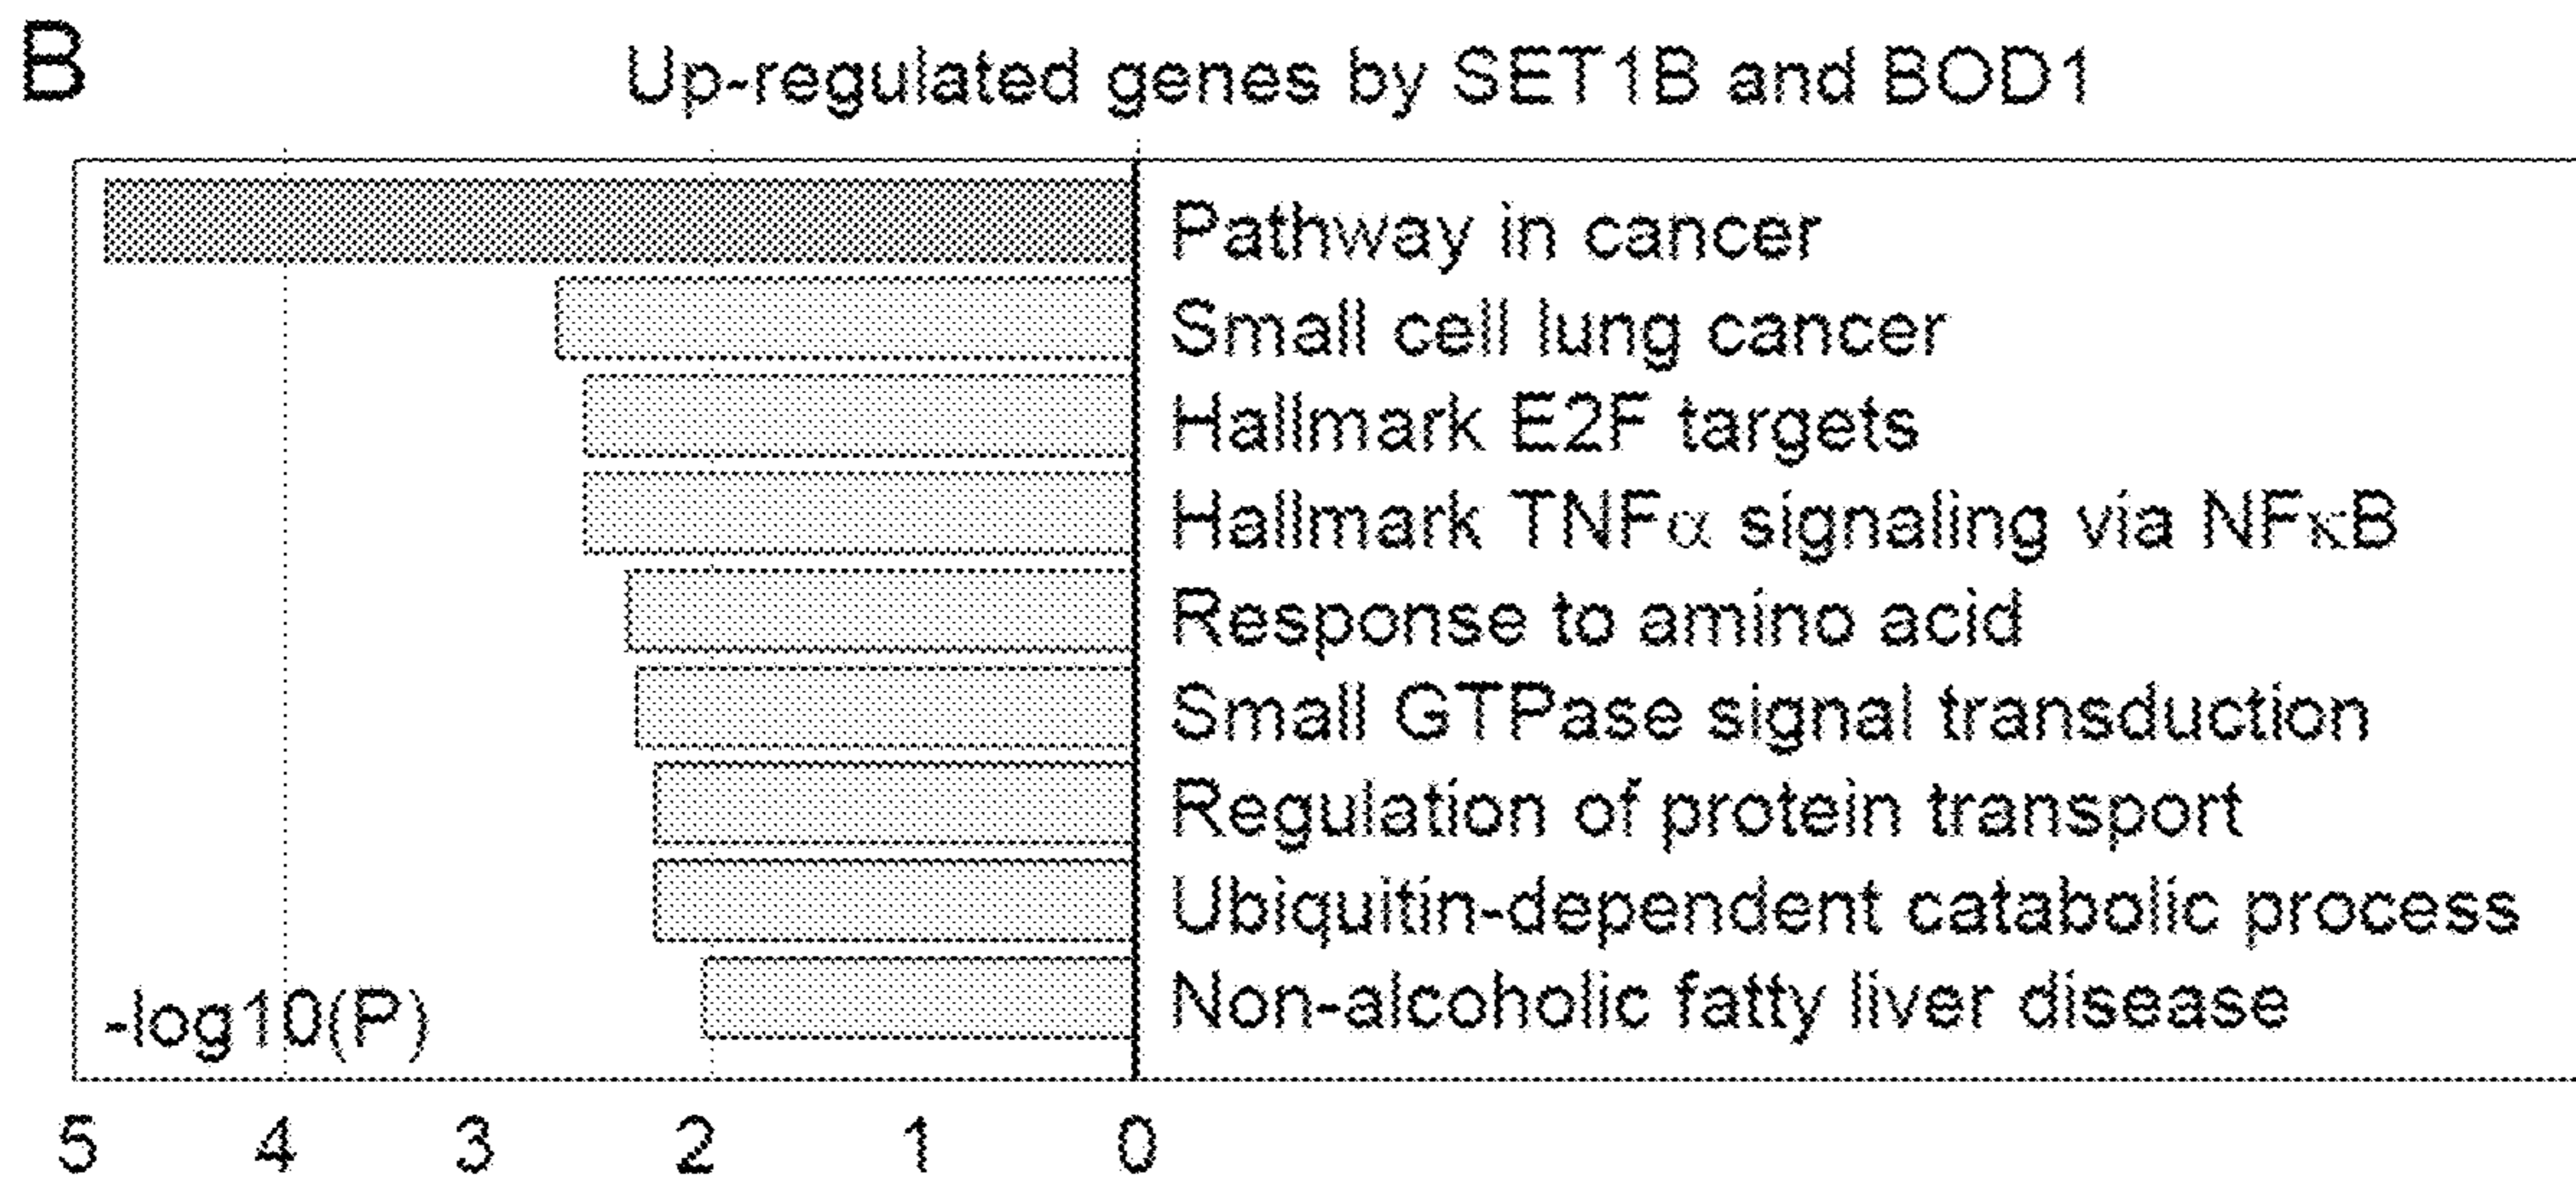 B
Up-regulated genes by SET1B and BOD1
Pathway in cancer
Small cell lung cancer
Hallmark E2F targets
Hallmark TNFα signaling via NFκB
Response to amino acid
Small GTPase signal transduction
Regulation of protein transport
Ubiquitin-dependent catabolic process
Non-alcoholic fatty liver disease
-log10(P)
5 4 3 2 1 0